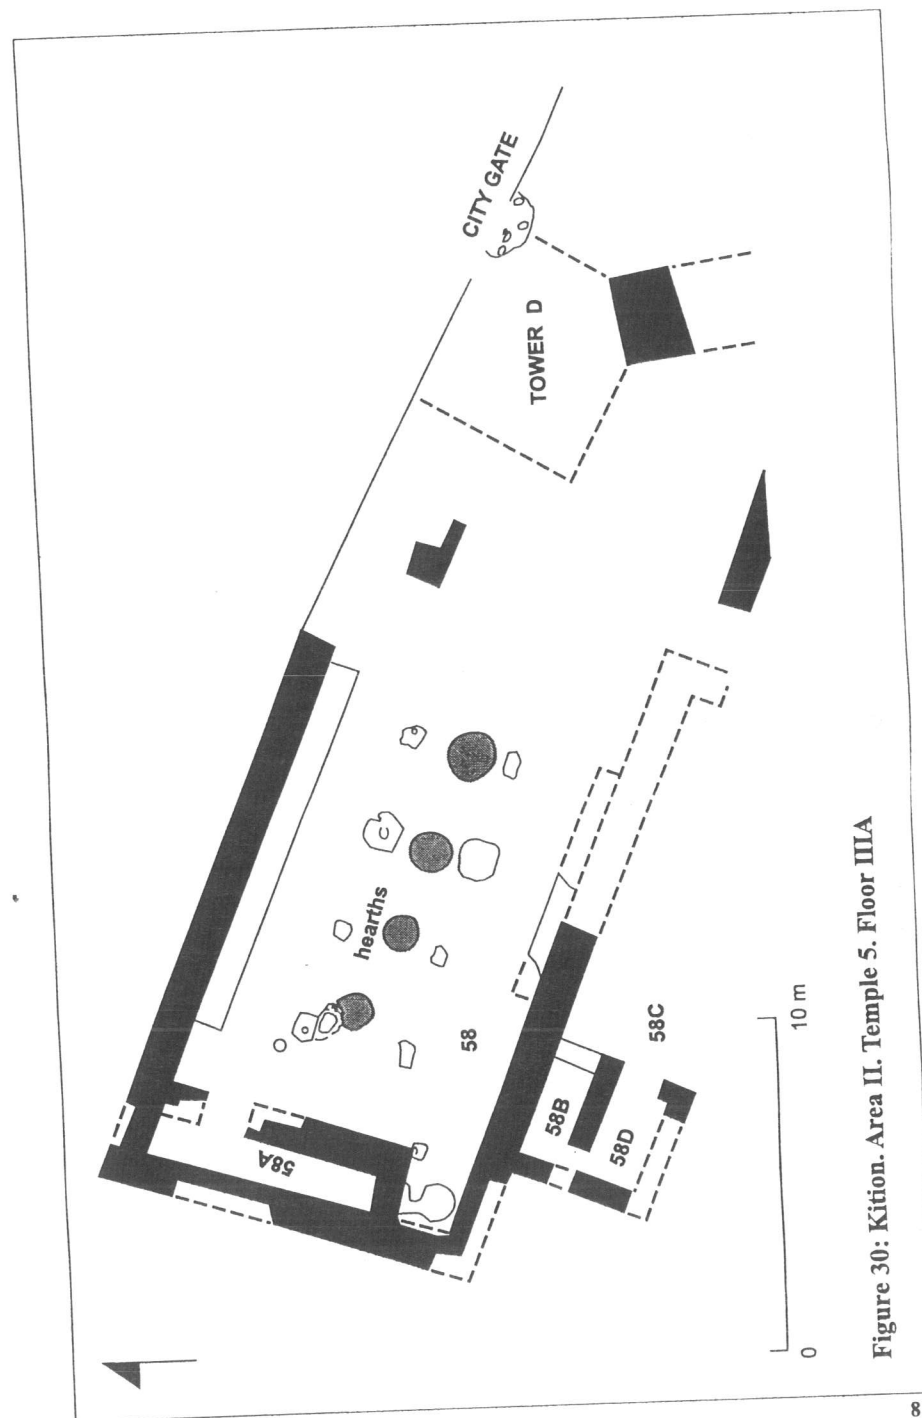 CITY GATE
TOWER D
hearths
58
58A
58B
58C
58D
0
10 m
Figure 30: Kition. Area II. Temple 5. Floor IIIA
8